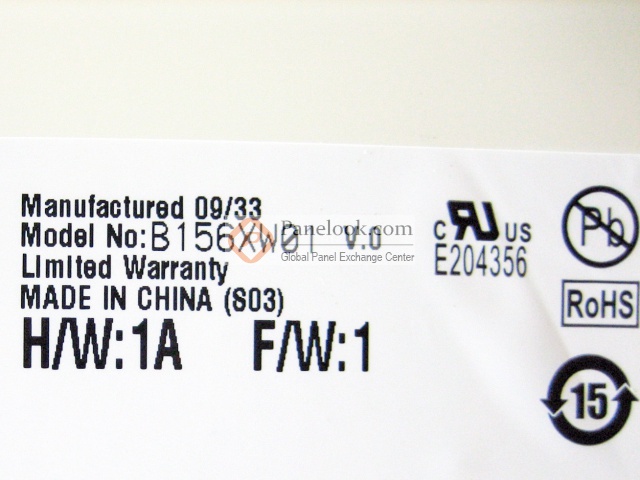 Manufactured 09/33
Model No: B156XW01 V.0
Panelook.com
Global Panel Exchange Center
Limited Warranty
MADE IN CHINA (S03)
H/W:1A F/W:1
c RU US
E204356
Pb
RoHS
15